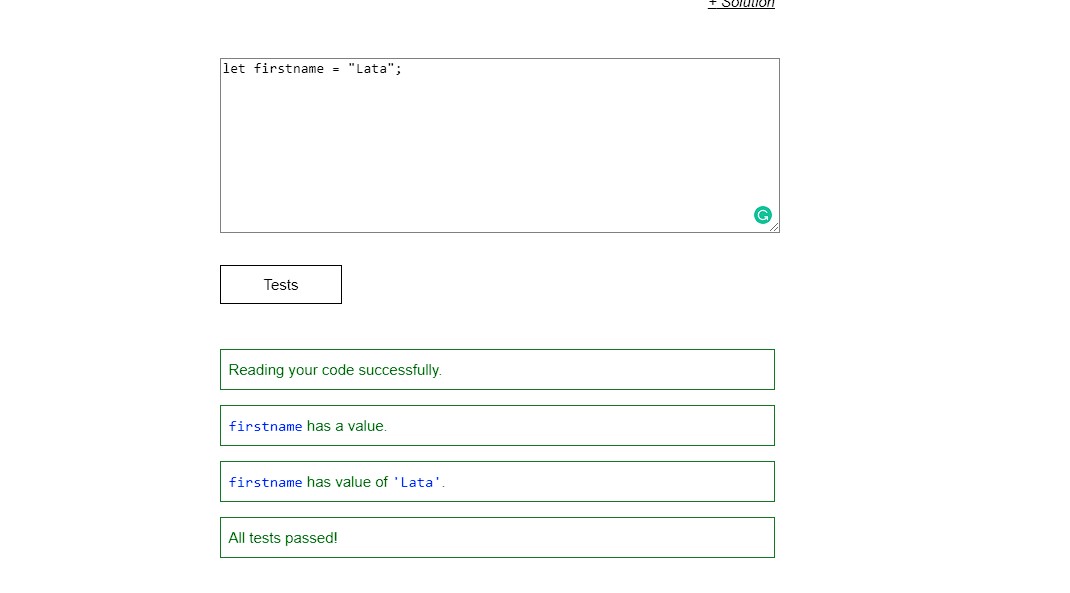 + Solution
let firstname = "Lata";
Tests
Reading your code successfully.
firstname has a value.
firstname has value of 'Lata'.
All tests passed!